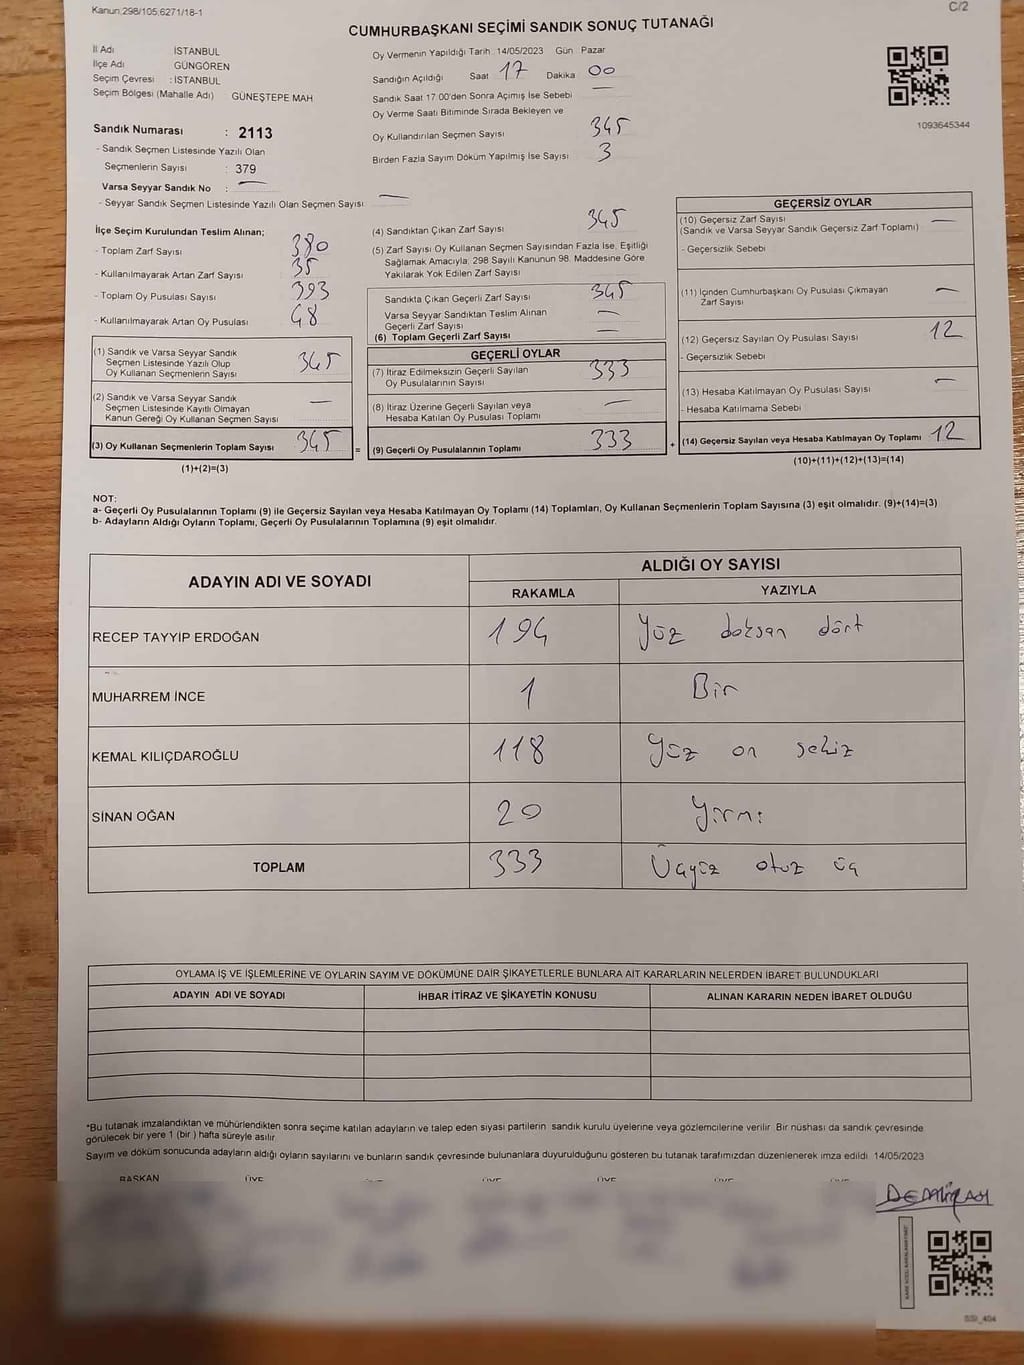 Kanun.298/105.6271/18-1
C/2
CUMHURBAŞKANI SEÇİMİ SANDIK SONUÇ TUTANAĞI
İl Adı İSTANBUL
İlçe Adı GÜNGÖREN
Seçim Çevresi : İSTANBUL
Seçim Bölgesi (Mahalle Adı) GÜNEŞTEPE MAH
Sandık Numarası : 2113
- Sandık Seçmen Listesinde Yazılı Olan
Seçmenlerin Sayısı : 379
Varsa Seyyar Sandık No : —
- Seyyar Sandık Seçmen Listesinde Yazılı Olan Seçmen Sayısı —
Oy Vermenin Yapıldığı Tarih : 14/05/2023 Gün Pazar
Sandığın Açıldığı Saat 17 Dakika 00
Sandık Saat 17:00'den Sonra Açılmış İse Sebebi —
Oy Verme Saati Bitiminde Sırada Bekleyen ve
Oy Kullandırılan Seçmen Sayısı 345
Birden Fazla Sayım Döküm Yapılmış İse Sayısı 3
1093645344
İlçe Seçim Kurulundan Teslim Alınan;
- Toplam Zarf Sayısı 380
- Kullanılmayarak Artan Zarf Sayısı 35
- Toplam Oy Pusulası Sayısı 393
- Kullanılmayarak Artan Oy Pusulası 48
(4) Sandıktan Çıkan Zarf Sayısı 345
(5) Zarf Sayısı Oy Kullanan Seçmen Sayısından Fazla İse, Eşitliği
Sağlamak Amacıyla, 298 Sayılı Kanunun 98. Maddesine Göre
Yakılarak Yok Edilen Zarf Sayısı
Sandıkta Çıkan Geçerli Zarf Sayısı 345
Varsa Seyyar Sandıktan Teslim Alınan
Geçerli Zarf Sayısı —
(6) Toplam Geçerli Zarf Sayısı —
GEÇERSİZ OYLAR
(10) Geçersiz Zarf Sayısı —
(Sandık ve Varsa Seyyar Sandık Geçersiz Zarf Toplamı)
- Geçersizlik Sebebi
(11) İçinden Cumhurbaşkanı Oy Pusulası Çıkmayan
Zarf Sayısı —
(12) Geçersiz Sayılan Oy Pusulası Sayısı 12
- Geçersizlik Sebebi
(13) Hesaba Katılmayan Oy Pusulası Sayısı —
- Hesaba Katılmama Sebebi
(14) Geçersiz Sayılan veya Hesaba Katılmayan Oy Toplamı 12
(10)+(11)+(12)+(13)=(14)
(1) Sandık ve Varsa Seyyar Sandık
Seçmen Listesinde Yazılı Olup
Oy Kullanan Seçmenlerin Sayısı 345
(2) Sandık ve Varsa Seyyar Sandık
Seçmen Listesinde Kayıtlı Olmayan
Kanun Gereği Oy Kullanan Seçmen Sayısı —
(3) Oy Kullanan Seçmenlerin Toplam Sayısı 345 =
(1)+(2)=(3)
GEÇERLİ OYLAR
(7) İtiraz Edilmeksizin Geçerli Sayılan
Oy Pusulalarının Sayısı 333
(8) İtiraz Üzerine Geçerli Sayılan veya
Hesaba Katılan Oy Pusulası Toplamı —
(9) Geçerli Oy Pusulalarının Toplamı 333 +
NOT:
a- Geçerli Oy Pusulalarının Toplamı (9) ile Geçersiz Sayılan veya Hesaba Katılmayan Oy Toplamı (14) Toplamları, Oy Kullanan Seçmenlerin Toplam Sayısına (3) eşit olmalıdır. (9)+(14)=(3)
b- Adayların Aldığı Oyların Toplamı, Geçerli Oy Pusulalarının Toplamına (9) eşit olmalıdır.
ADAYIN ADI VE SOYADI ALDIĞI OY SAYISI
RAKAMLA YAZIYLA
RECEP TAYYİP ERDOĞAN 194 Yüz doksan dört
MUHARREM İNCE 1 Bir
KEMAL KILIÇDAROĞLU 118 Yüz on sekiz
SİNAN OĞAN 20 Yirmi
TOPLAM 333 Üçyüz otuz üç
OYLAMA İŞ VE İŞLEMLERİNE VE OYLARIN SAYIM VE DÖKÜMÜNE DAİR ŞİKAYETLERLE BUNLARA AİT KARARLARIN NELERDEN İBARET BULUNDUKLARI
ADAYIN ADI VE SOYADI İHBAR İTİRAZ VE ŞİKAYETİN KONUSU ALINAN KARARIN NEDEN İBARET OLDUĞU
*Bu tutanak imzalandıktan ve mühürlendikten sonra seçime katılan adayların ve talep eden siyasi partilerin sandık kurulu üyelerine veya gözlemcilerine verilir. Bir nüshası da sandık çevresinde
görülecek bir yere 1 (bir) hafta süreyle asılır.
Sayım ve döküm sonucunda adayların aldığı oyların sayılarını ve bunların sandık çevresinde bulunanlara duyurulduğunu gösteren bu tutanak tarafımızdan düzenlenerek imza edildi. 14/05/2023
BAŞKAN ÜYE ÜYE ÜYE ÜYE ÜYE ÜYE
SSI_404